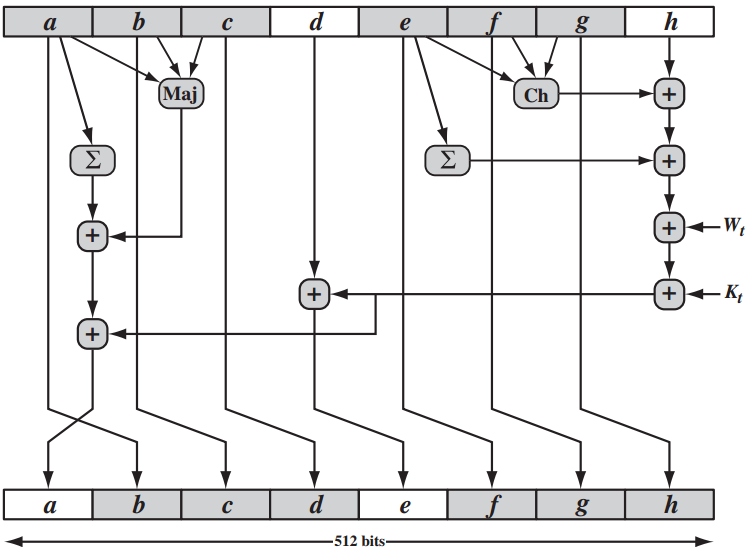 a b c d e f g h
Maj
Ch
+
Σ
Σ
+
+
+
W_t
+
+
K_t
+
a b c d e f g h
512 bits